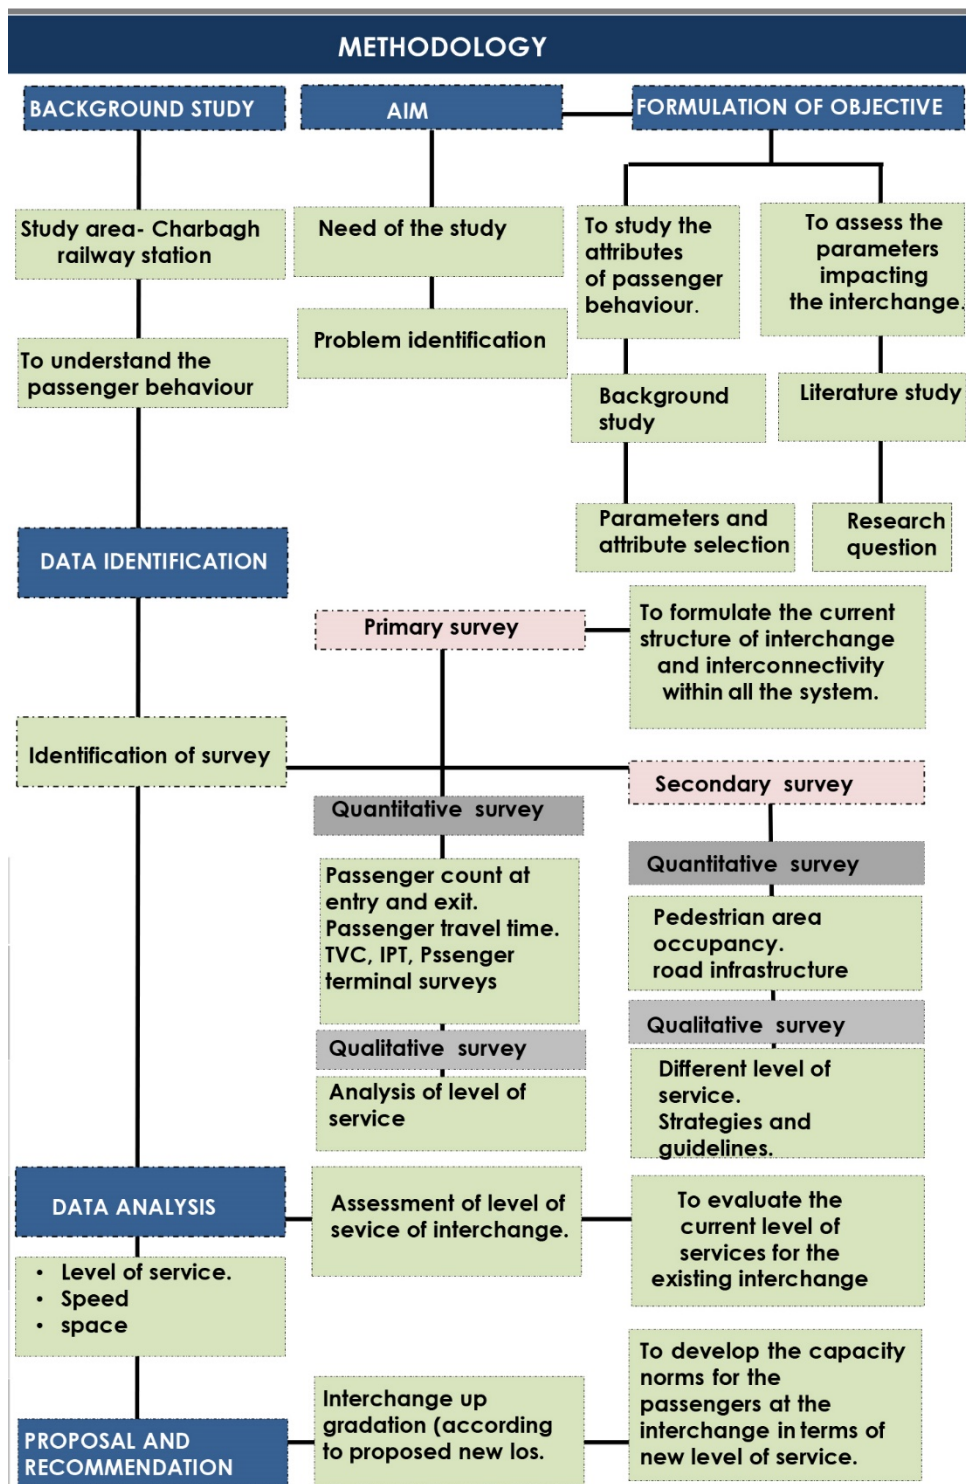 METHODOLOGY
BACKGROUND STUDY
AIM
FORMULATION OF OBJECTIVE
Study area- Charbagh
railway station
Need of the study
To study the
attributes
of passenger
behaviour.
To assess the
parameters
impacting
the interchange.
To understand the
passenger behaviour
Problem identification
Background
study
Literature study
Parameters and
attribute selection
Research
question
DATA IDENTIFICATION
Primary survey
To formulate the current
structure of interchange
and interconnectivity
within all the system.
Identification of survey
Secondary survey
Quantitative survey
Passenger count at
entry and exit.
Passenger travel time.
TVC, IPT, Pssenger
terminal surveys
Qualitative survey
Analysis of level of
service
Quantitative survey
Pedestrian area
occupancy.
road infrastructure
Qualitative survey
Different level of
service.
Strategies and
guidelines.
DATA ANALYSIS
Assessment of level of
sevice of interchange.
To evaluate the
current level of
services for the
existing interchange
• Level of service.
• Speed
• space
PROPOSAL AND
RECOMMENDATION
Interchange up
gradation (according
to proposed new los.
To develop the capacity
norms for the
passengers at the
interchange in terms of
new level of service.